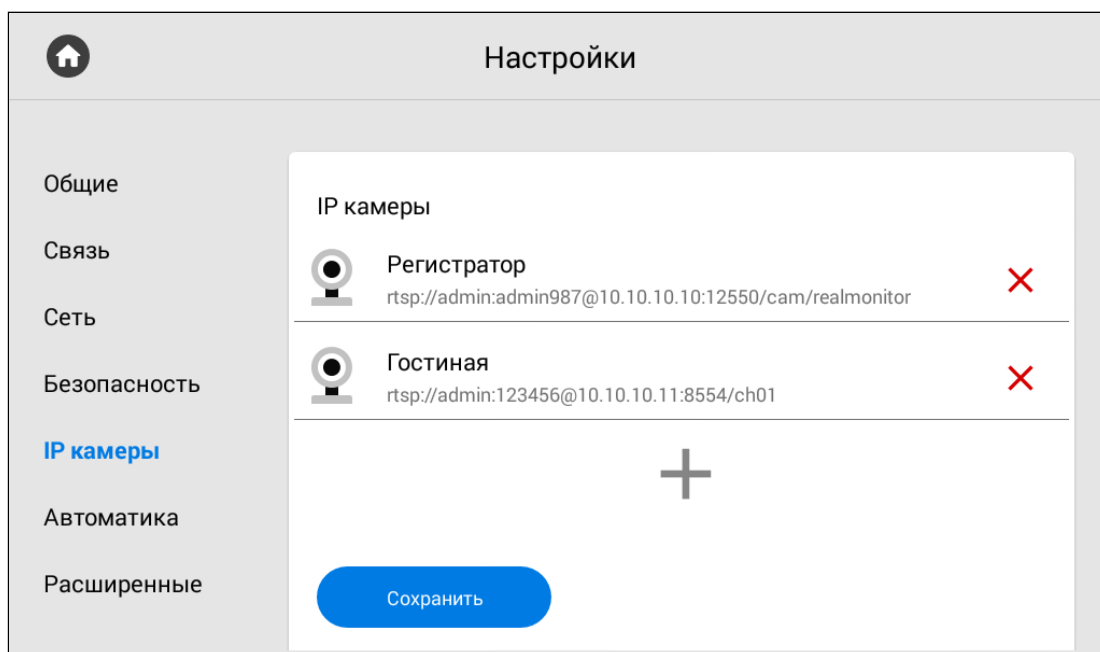 Настройки
Общие
Связь
Сеть
Безопасность
IP камеры
Автоматика
Расширенные
IP камеры
Регистратор
rtsp://admin:admin987@10.10.10.10:12550/cam/realmonitor
Гостиная
rtsp://admin:123456@10.10.10.11:8554/ch01
Сохранить